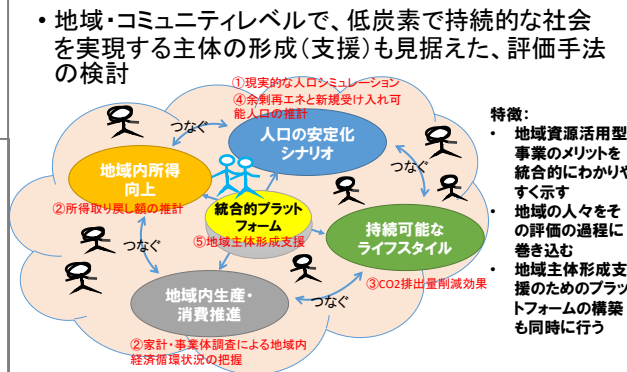 • 地域・コミュニティレベルで、低炭素で持続的な社会
を実現する主体の形成（支援）も見据えた、評価手法
の検討
①現実的な人口シミュレーション
④余剰再エネと新規受け入れ可
能人口の推計
つなぐ
人口の安定化
シナリオ
つなぐ
地域内所得
向上
②所得取り戻し額の推計
統合的プラット
フォーム
⑤地域主体形成支援
持続可能な
ライフスタイル
③CO2排出量削減効果
つなぐ
地域内生産・
消費推進
つなぐ
②家計・事業体調査による地域内
経済循環状況の把握
特徴：
• 地域資源活用型
事業のメリットを
統合的にわかりや
すく示す
• 地域の人々をそ
の評価の過程に
巻き込む
• 地域主体形成支
援のためのプラッ
トフォームの構築
も同時に行う